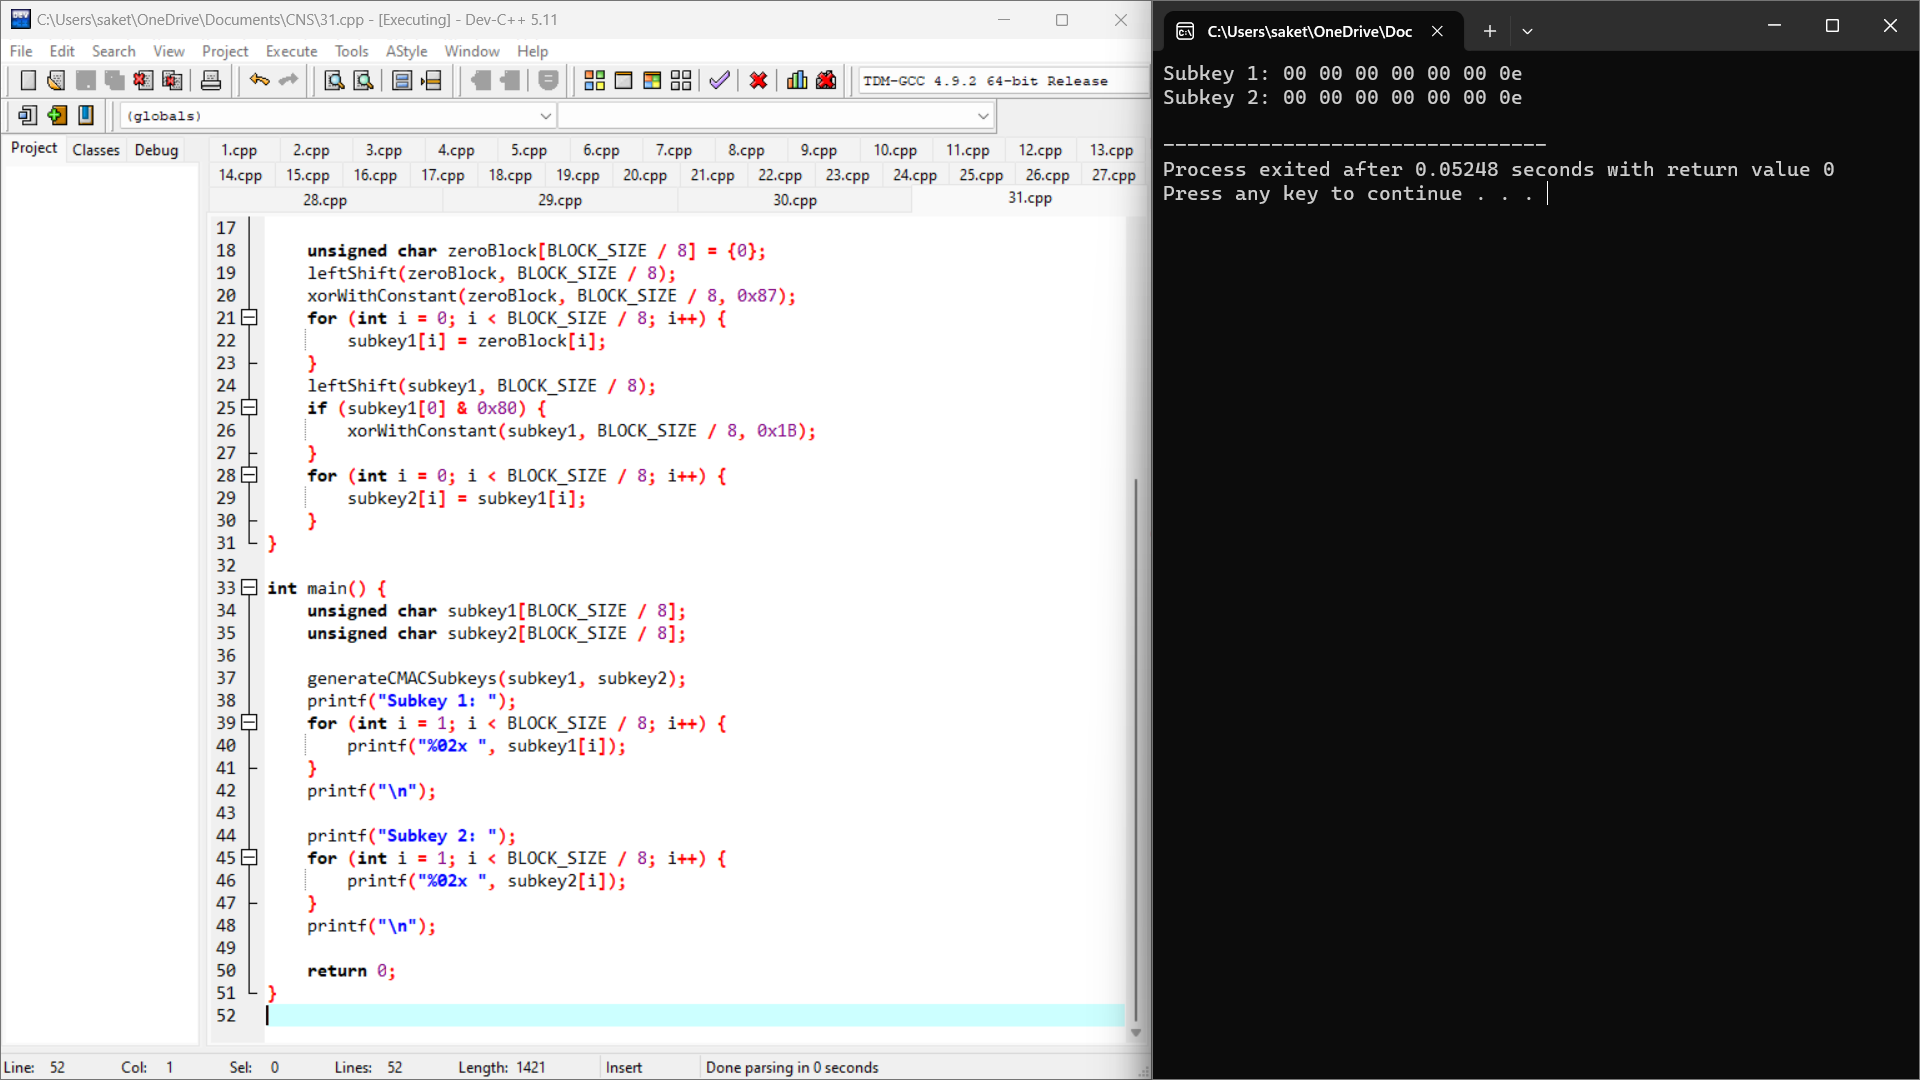 C:\Users\saket\OneDrive\Documents\CNS\31.cpp - [Executing] - Dev-C++ 5.11
File Edit Search View Project Execute Tools AStyle Window Help
TDM-GCC 4.9.2 64-bit Release
(globals)
Project Classes Debug
1.cpp 2.cpp 3.cpp 4.cpp 5.cpp 6.cpp 7.cpp 8.cpp 9.cpp 10.cpp 11.cpp 12.cpp 13.cpp
14.cpp 15.cpp 16.cpp 17.cpp 18.cpp 19.cpp 20.cpp 21.cpp 22.cpp 23.cpp 24.cpp 25.cpp 26.cpp 27.cpp
28.cpp 29.cpp 30.cpp 31.cpp
17
18 unsigned char zeroBlock[BLOCK_SIZE / 8] = {0};
19 leftShift(zeroBlock, BLOCK_SIZE / 8);
20 xorWithConstant(zeroBlock, BLOCK_SIZE / 8, 0x87);
21 for (int i = 0; i < BLOCK_SIZE / 8; i++) {
22 subkey1[i] = zeroBlock[i];
23 }
24 leftShift(subkey1, BLOCK_SIZE / 8);
25 if (subkey1[0] & 0x80) {
26 xorWithConstant(subkey1, BLOCK_SIZE / 8, 0x1B);
27 }
28 for (int i = 0; i < BLOCK_SIZE / 8; i++) {
29 subkey2[i] = subkey1[i];
30 }
31 }
32
33 int main() {
34 unsigned char subkey1[BLOCK_SIZE / 8];
35 unsigned char subkey2[BLOCK_SIZE / 8];
36
37 generateCMACSubkeys(subkey1, subkey2);
38 printf("Subkey 1: ");
39 for (int i = 1; i < BLOCK_SIZE / 8; i++) {
40 printf("%02x ", subkey1[i]);
41 }
42 printf("\n");
43
44 printf("Subkey 2: ");
45 for (int i = 1; i < BLOCK_SIZE / 8; i++) {
46 printf("%02x ", subkey2[i]);
47 }
48 printf("\n");
49
50 return 0;
51 }
52
Line: 52 Col: 1 Sel: 0 Lines: 52 Length: 1421 Insert Done parsing in 0 seconds
C:\Users\saket\OneDrive\Doc
Subkey 1: 00 00 00 00 00 00 0e
Subkey 2: 00 00 00 00 00 00 0e
--------------------------------
Process exited after 0.05248 seconds with return value 0
Press any key to continue . . .